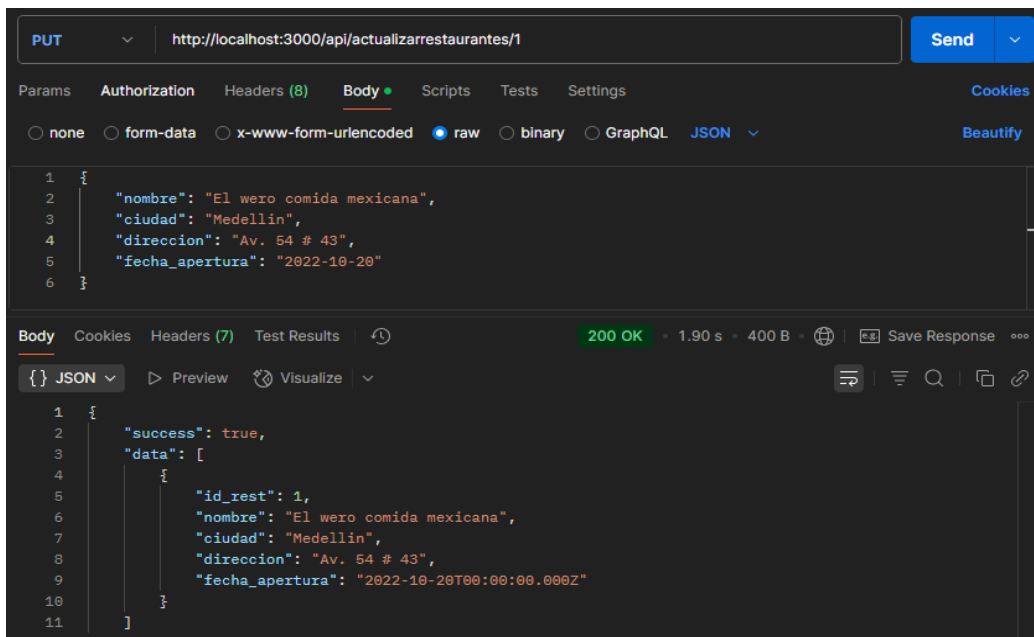 PUT http://localhost:3000/api/actualizarrestaurantes/1 Send
Params Authorization Headers (8) Body Scripts Tests Settings Cookies
none form-data x-www-form-urlencoded raw binary GraphQL JSON Beautify
1 {
2 "nombre": "El wero comida mexicana",
3 "ciudad": "Medellin",
4 "direccion": "Av. 54 # 43",
5 "fecha_apertura": "2022-10-20"
6 }
Body Cookies Headers (7) Test Results 200 OK 1.90 s 400 B e.g. Save Response
{} JSON Preview Visualize
1 {
2 "success": true,
3 "data": [
4 {
5 "id_rest": 1,
6 "nombre": "El wero comida mexicana",
7 "ciudad": "Medellin",
8 "direccion": "Av. 54 # 43",
9 "fecha_apertura": "2022-10-20T00:00:00.000Z"
10 }
11 ]